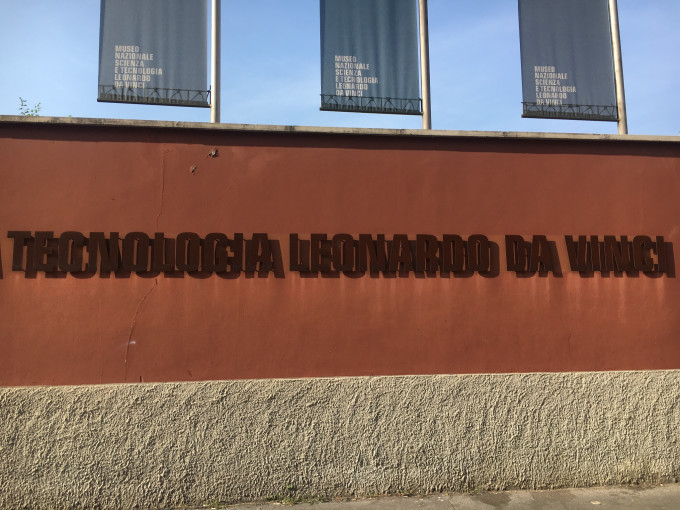 MUSEO
NAZIONALE
SCIENZA
E TECNOLOGIA
LEONARDO
DA VINCI
MUSEO
NAZIONALE
SCIENZA
E TECNOLOGIA
LEONARDO
DA VINCI
MUSEO
NAZIONALE
SCIENZA
E TECNOLOGIA
LEONARDO
DA VINCI
A TECNOLOGIA LEONARDO DA VINCI